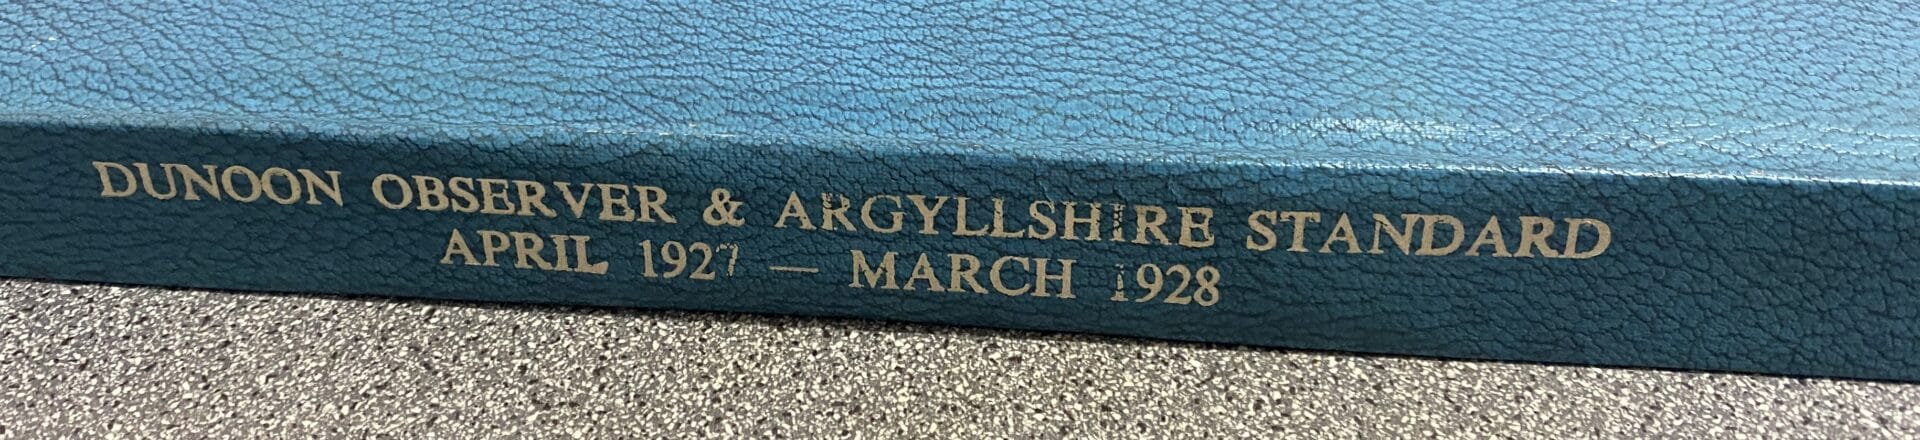 DUNOON OBSERVER & ARGYLLSHIRE STANDARD
APRIL 1927 — MARCH 1928